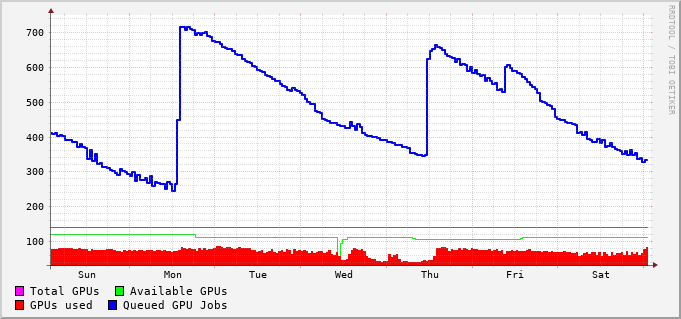 700
600
500
400
300
200
100
Sun Mon Tue Wed Thu Fri Sat
Total GPUs Available GPUs
GPUs used Queued GPU Jobs
RRDTOOL / TOBI OETIKER